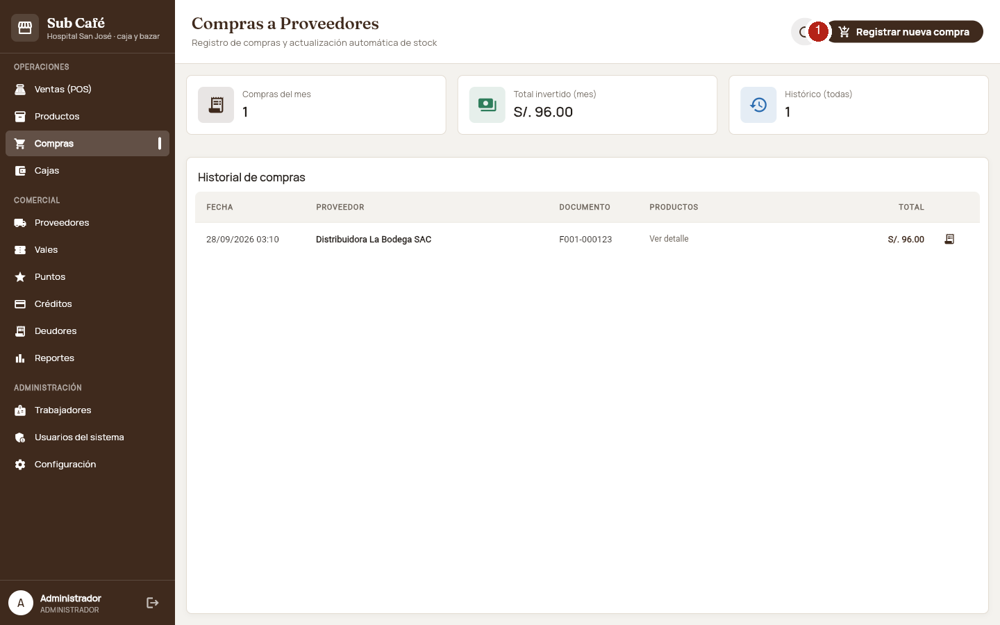 Sub Café
Hospital San José · caja y bazar
OPERACIONES
Ventas (POS)
Productos
Compras
Cajas
COMERCIAL
Proveedores
Vales
Puntos
Créditos
Deudores
Reportes
ADMINISTRACIÓN
Trabajadores
Usuarios del sistema
Configuración
A
Administrador
ADMINISTRADOR
Compras a Proveedores
Registro de compras y actualización automática de stock
1
Registrar nueva compra
Compras del mes
1
Total invertido (mes)
S/. 96.00
Histórico (todas)
1
Historial de compras
FECHA PROVEEDOR DOCUMENTO PRODUCTOS TOTAL
28/09/2026 03:10 Distribuidora La Bodega SAC F001-000123 Ver detalle S/. 96.00